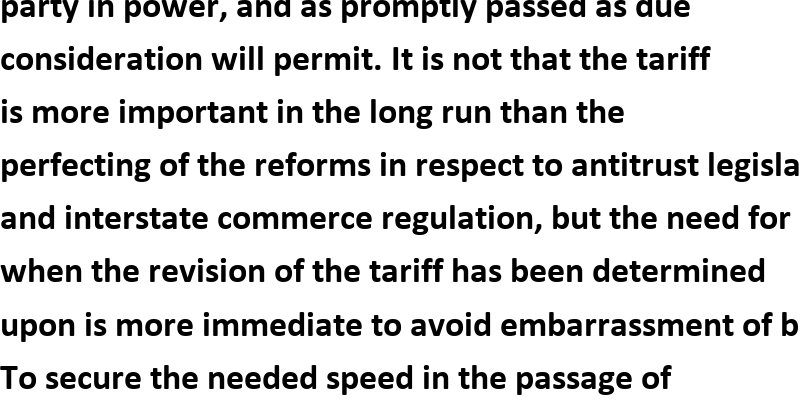 party in power, and as promptly passed as due
consideration will permit. It is not that the tariff
is more important in the long run than the
perfecting of the reforms in respect to antitrust legisla
and interstate commerce regulation, but the need for
when the revision of the tariff has been determined
upon is more immediate to avoid embarrassment of b
To secure the needed speed in the passage of